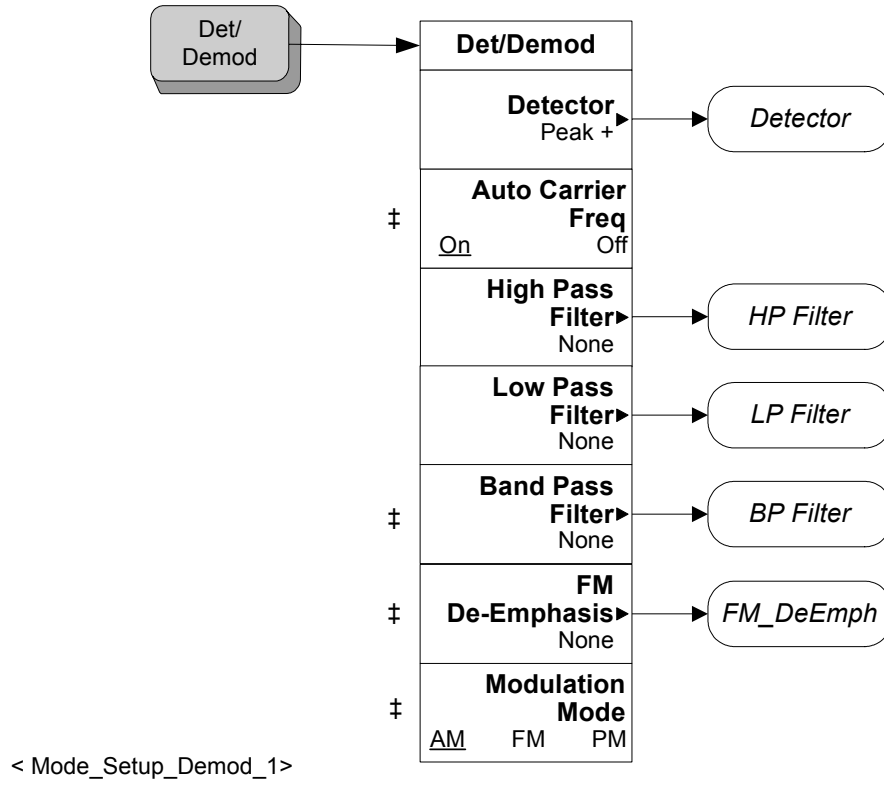 Det/
Demod
Det/Demod
Detector
Peak +
Detector
‡
Auto Carrier
Freq
On Off
High Pass
Filter
None
HP Filter
Low Pass
Filter
None
LP Filter
‡
Band Pass
Filter
None
BP Filter
‡
FM
De-Emphasis
None
FM_DeEmph
‡
Modulation
Mode
AM FM PM
< Mode_Setup_Demod_1>